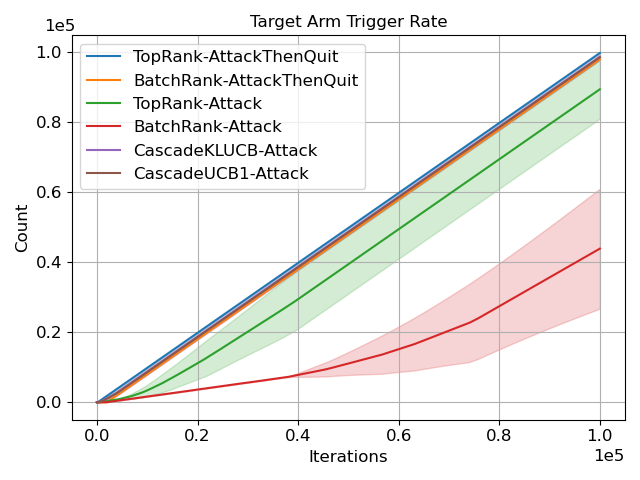 Target Arm Trigger Rate
1e5
TopRank-AttackThenQuit
BatchRank-AttackThenQuit
TopRank-Attack
BatchRank-Attack
CascadeKLUCB-Attack
CascadeUCB1-Attack
Count
1.0
0.8
0.6
0.4
0.2
0.0
0.0 0.2 0.4 0.6 0.8 1.0
Iterations
1e5